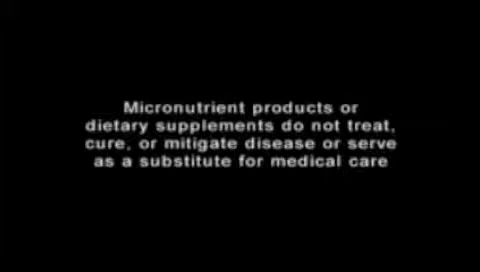 Micronutrient products or
dietary supplements do not treat,
cure, or mitigate disease or serve
as a substitute for medical care